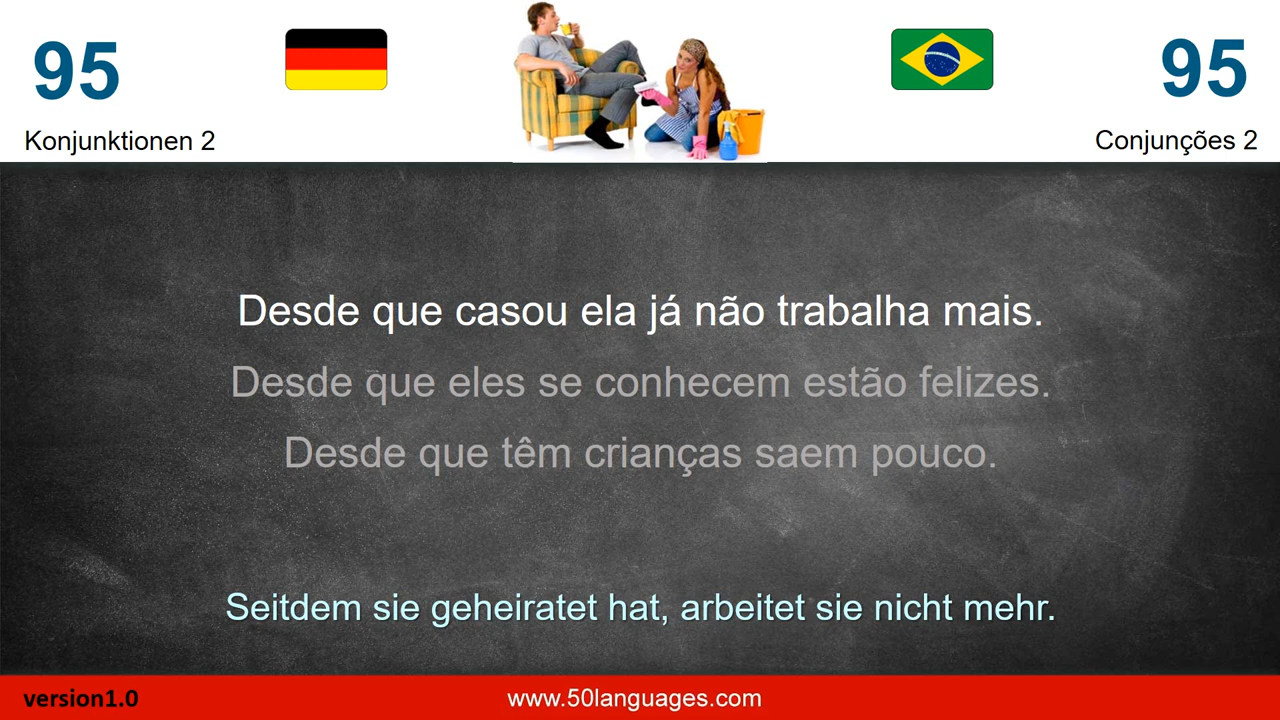 95
95
Konjunktionen 2
Conjunções 2
Desde que casou ela já não trabalha mais.
Desde que eles se conhecem estão felizes.
Desde que têm crianças saem pouco.
Seitdem sie geheiratet hat, arbeitet sie nicht mehr.
version1.0
www.50languages.com